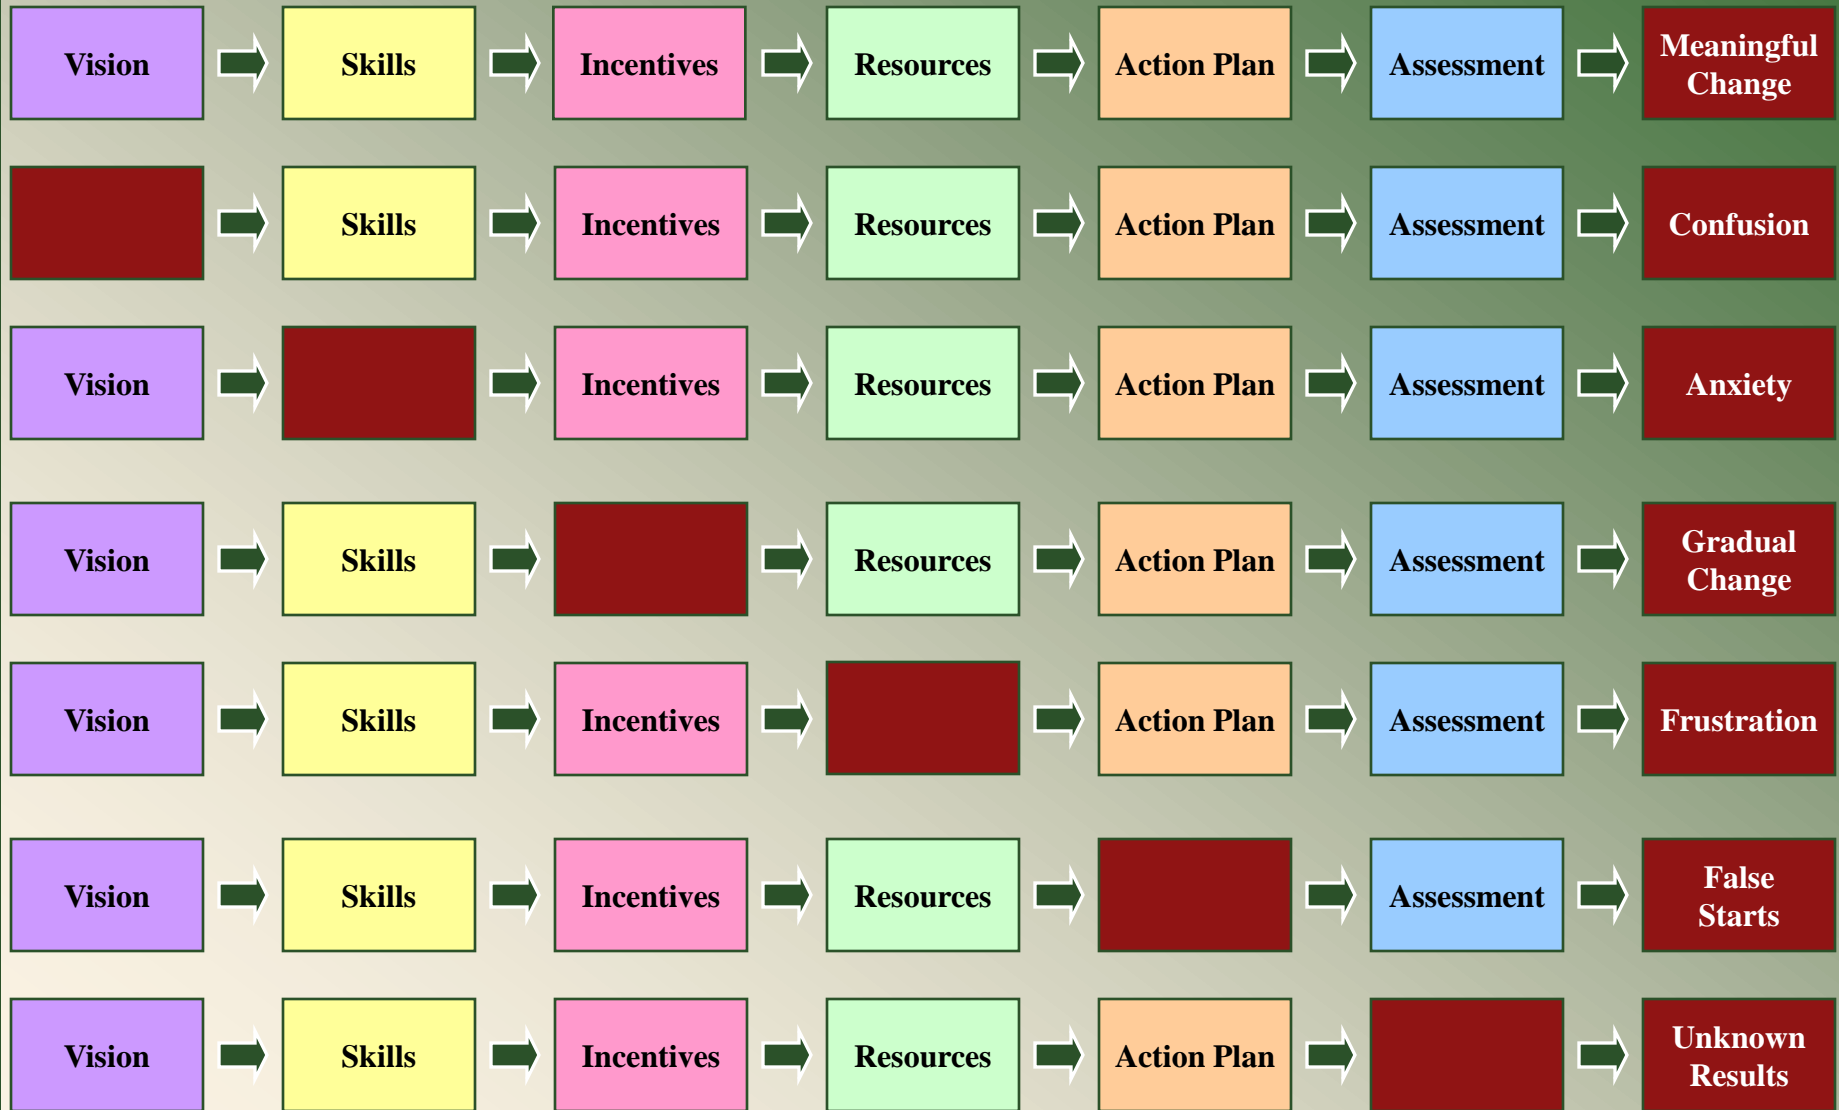 Vision Skills Incentives Resources Action Plan Assessment Meaningful
Change
Skills Incentives Resources Action Plan Assessment Confusion
Vision Incentives Resources Action Plan Assessment Anxiety
Vision Skills Resources Action Plan Assessment Gradual
Change
Vision Skills Incentives Action Plan Assessment Frustration
Vision Skills Incentives Resources Assessment False
Starts
Vision Skills Incentives Resources Action Plan Unknown
Results